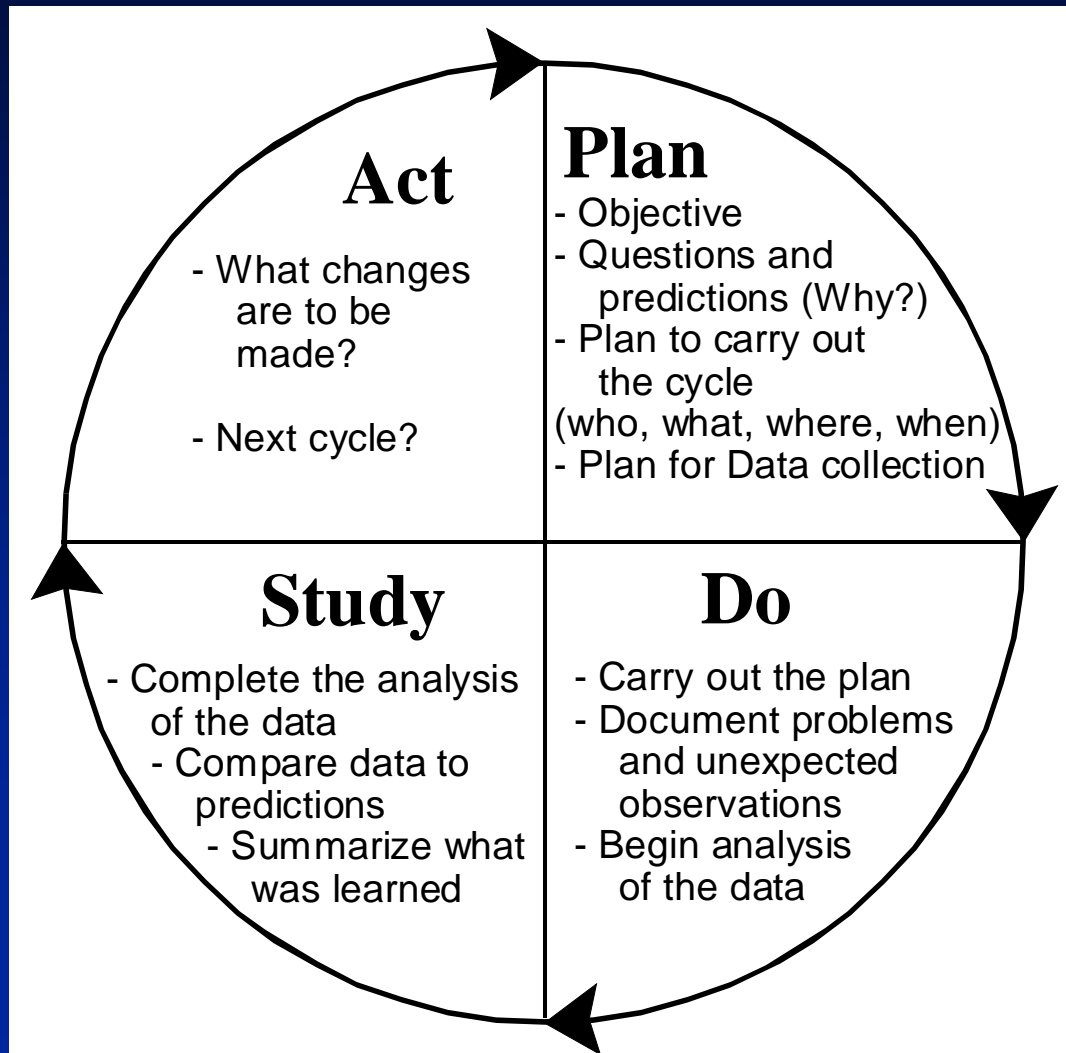 Act
- What changes
are to be
made?
- Next cycle?
Plan
- Objective
- Questions and
predictions (Why?)
- Plan to carry out
the cycle
(who, what, where, when)
- Plan for Data collection
Study
- Complete the analysis
of the data
- Compare data to
predictions
- Summarize what
was learned
Do
- Carry out the plan
- Document problems
and unexpected
observations
- Begin analysis
of the data